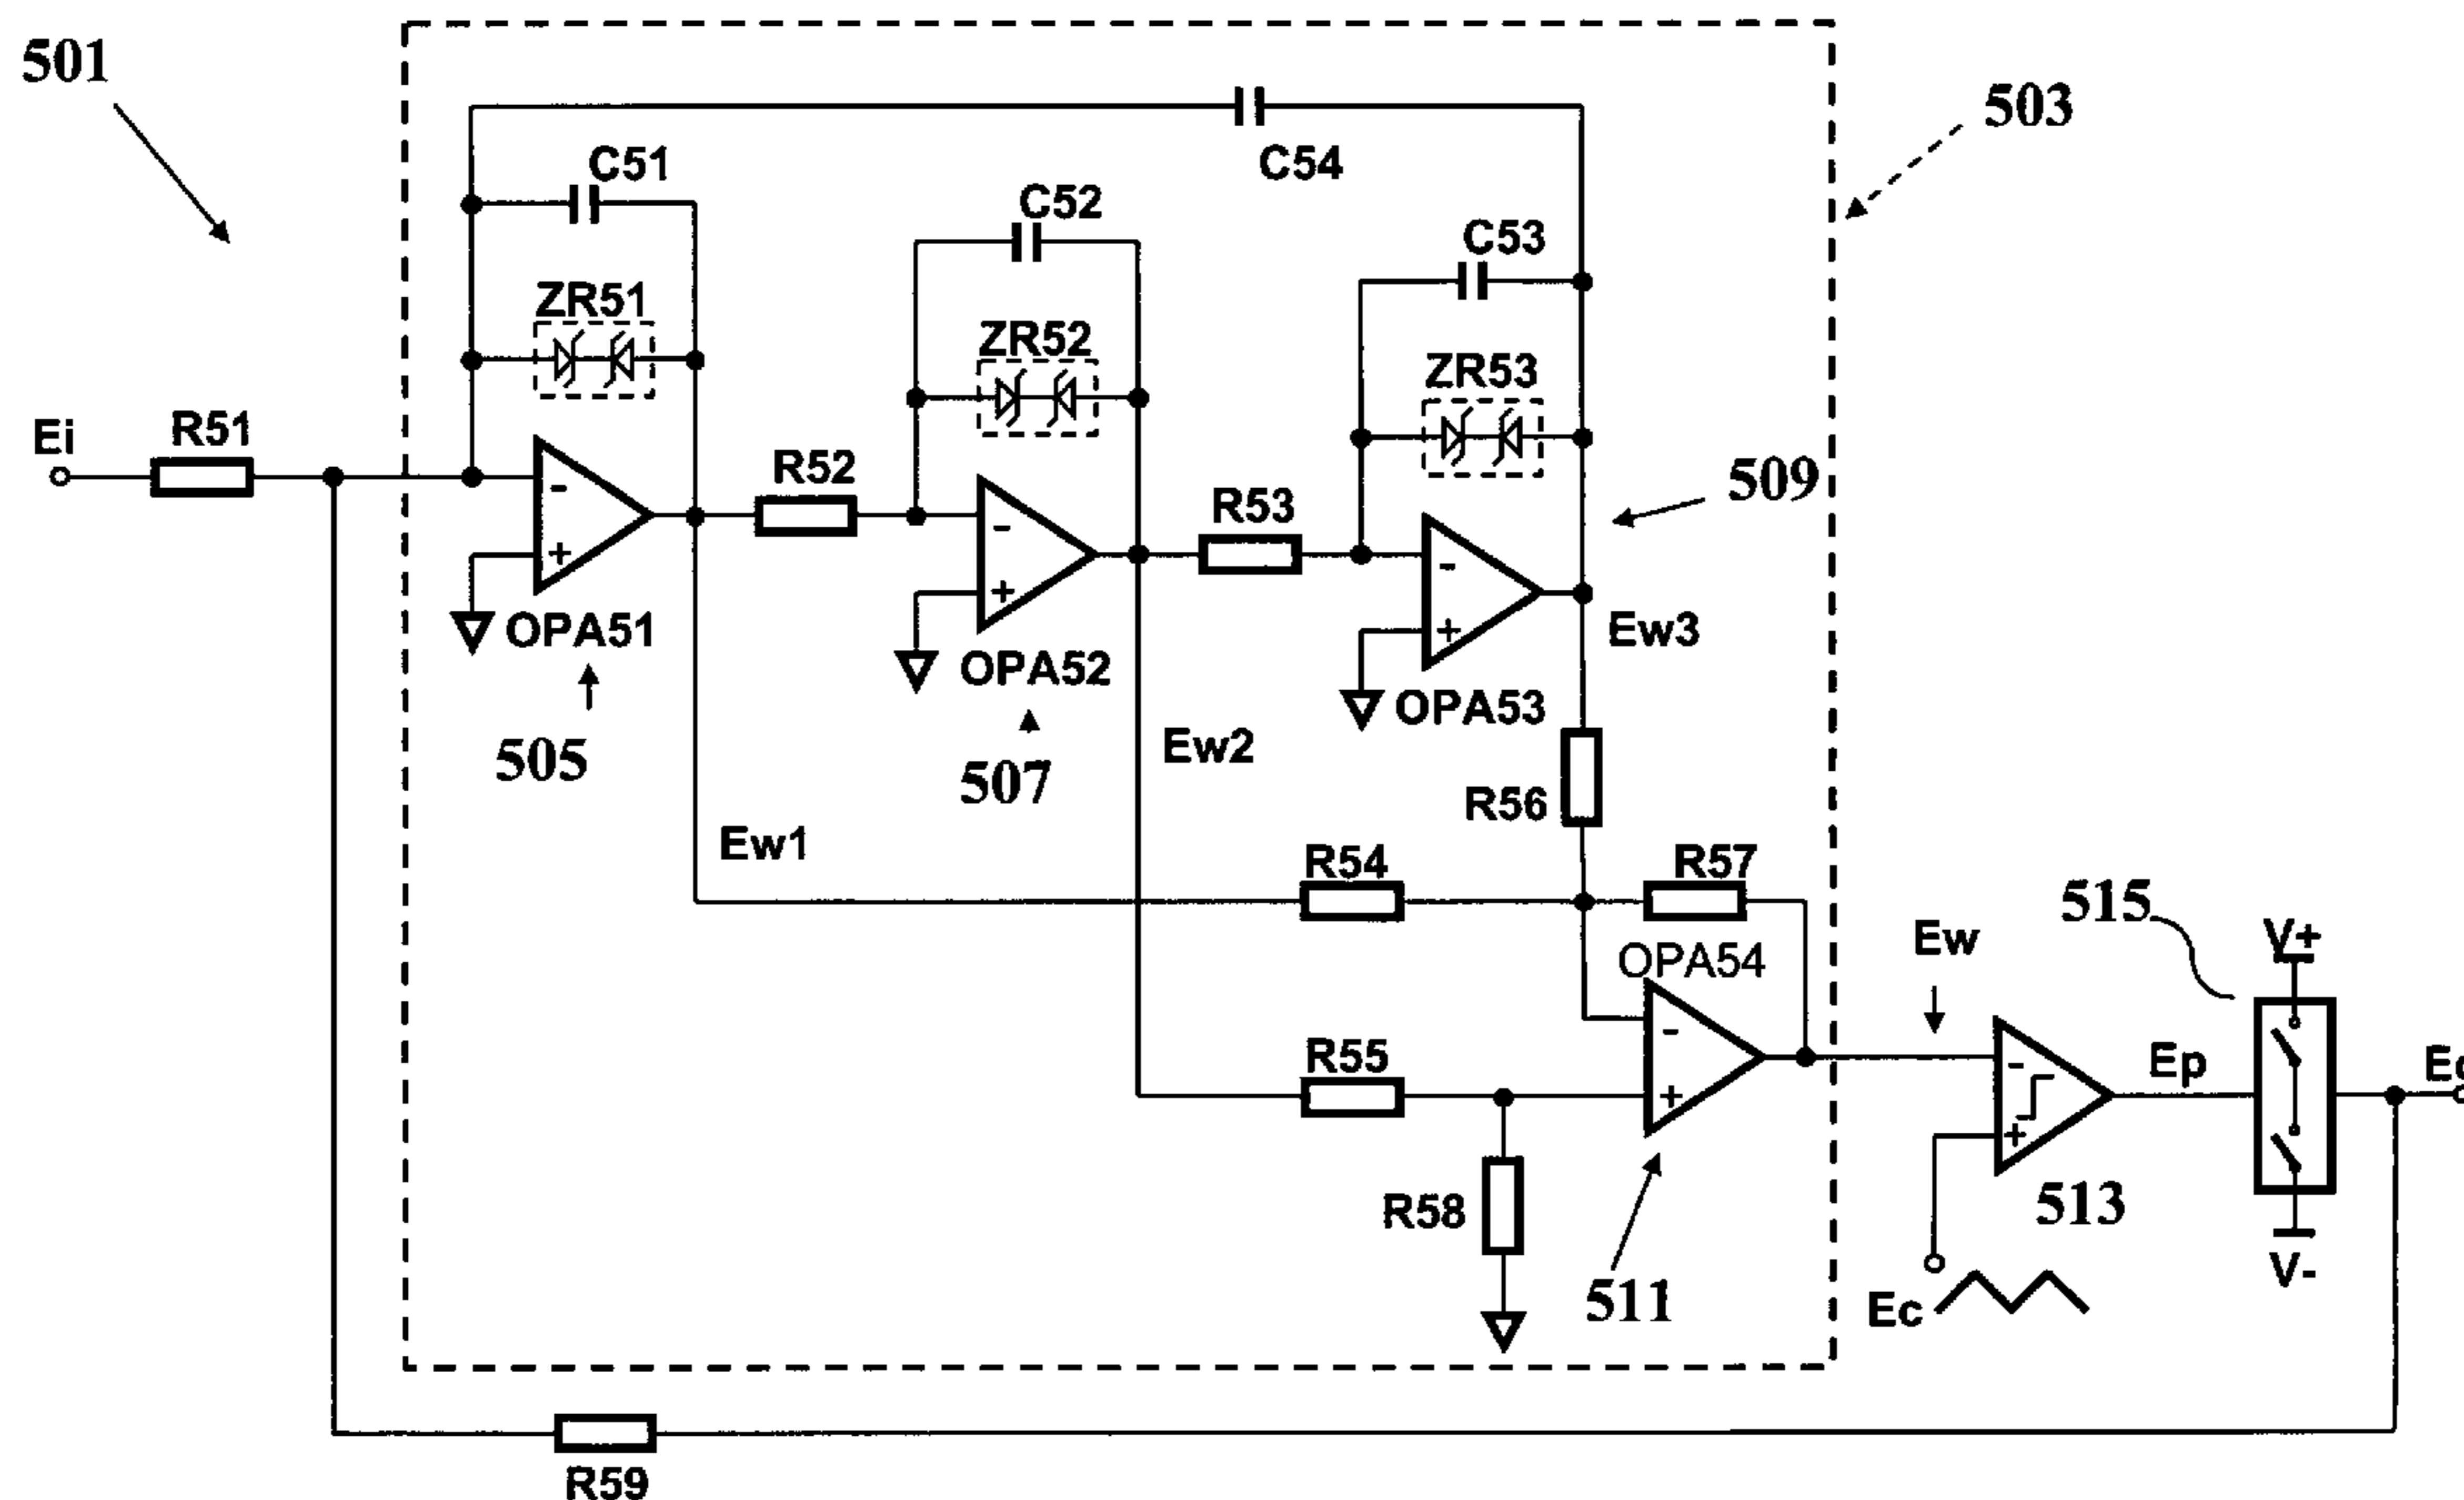 501
503
C51
C54
C52
C53
ZR51
ZR52
ZR53
Ei
R51
R52
R53
509
-
+
-
+
-
+
OPA51
OPA52
OPA53
Ew3
505
507
Ew2
R56
Ew1
R54
R57
515
OPA54
Ew
V+
R55
-
+
-
+
Ep
R58
511
513
V-
Ec
R59